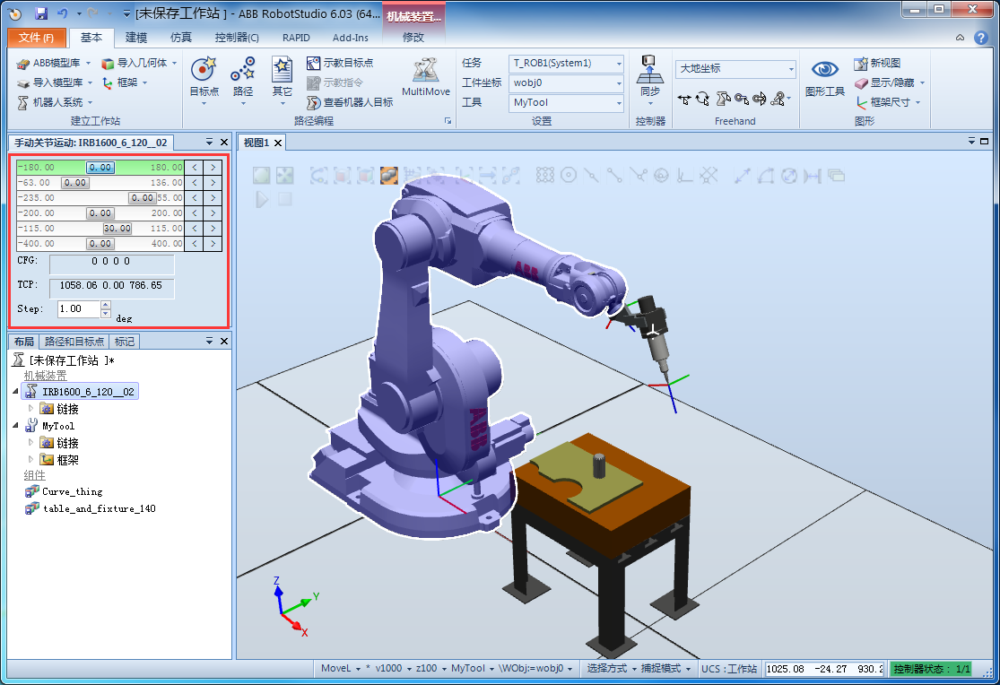 [未保存工作站 ] - ABB RobotStudio 6.03 (64...
机械装置...
文件(F) 基本 建模 仿真 控制器(C) RAPID Add-Ins 修改
ABB模型库 导入几何体
导入模型库 框架
机器人系统
建立工作站
目标点 路径 其它
示教目标点
示教指令
查看机器人目标
MultiMove
路径编程
任务 T_ROB1(System1)
工件坐标 wobj0
工具 MyTool
设置
同步
控制器
大地坐标
Freehand
图形工具
新视图
显示/隐藏
框架尺寸
图形
手动关节运动: IRB1600_6_120__02
-180.00 0.00 180.00 < >
-63.00 0.00 136.00 < >
-235.00 0.00 55.00 < >
-200.00 0.00 200.00 < >
-115.00 30.00 115.00 < >
-400.00 0.00 400.00 < >
CFG: 0 0 0 0
TCP: 1058.06 0.00 786.65
Step: 1.00 deg
布局 路径和目标点 标记
[未保存工作站 ]*
机械装置
IRB1600_6_120__02
链接
MyTool
链接
框架
组件
Curve_thing
table_and_fixture_140
视图1
ABB
ABB
Z
Y
X
MoveL * v1000 z100 MyTool \WObj:=wobj0 选择方式 捕捉模式 UCS :工作站 1025.08 -24.27 930.2 控制器状态： 1/1